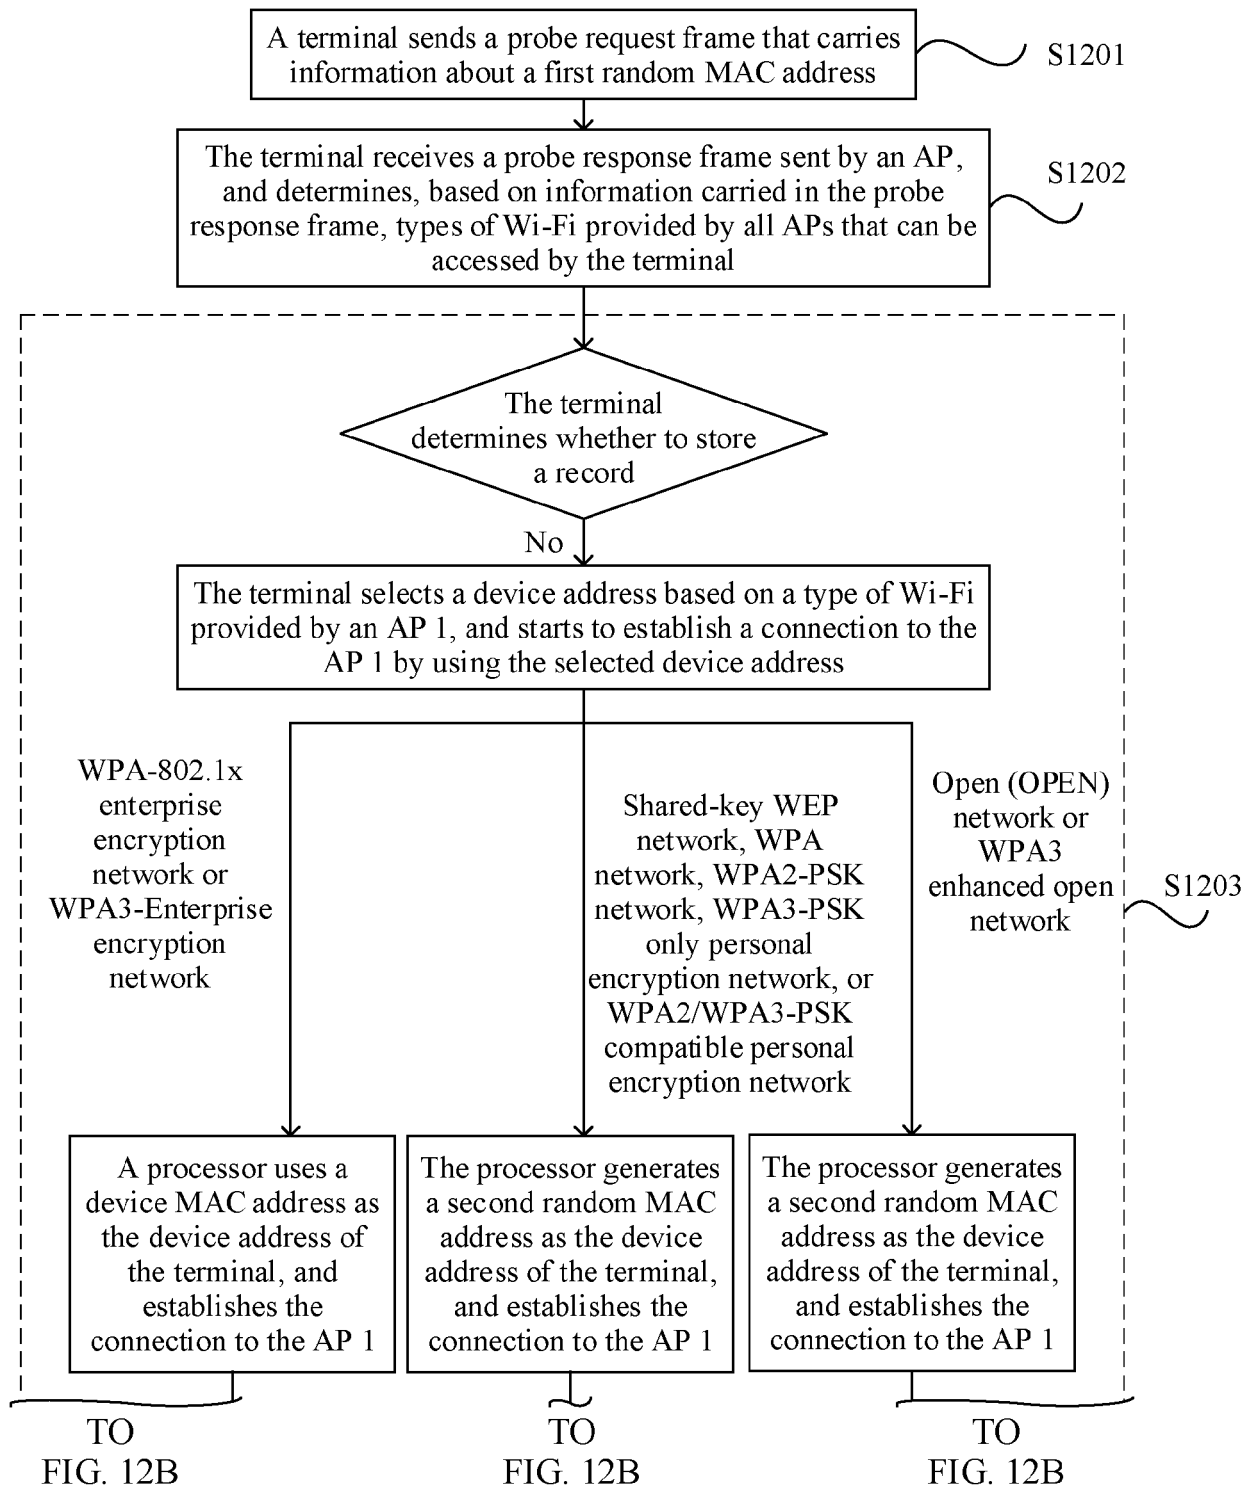 A terminal sends a probe request frame that carries
information about a first random MAC address
S1201
The terminal receives a probe response frame sent by an AP,
and determines, based on information carried in the probe
response frame, types of Wi-Fi provided by all APs that can be
accessed by the terminal
S1202
The terminal
determines whether to store
a record
No
The terminal selects a device address based on a type of Wi-Fi
provided by an AP 1, and starts to establish a connection to the
AP 1 by using the selected device address
WPA-802.1x
enterprise
encryption
network or
WPA3-Enterprise
encryption
network
Shared-key WEP
network, WPA
network, WPA2-PSK
network, WPA3-PSK
only personal
encryption network, or
WPA2/WPA3-PSK
compatible personal
encryption network
Open (OPEN)
network or
WPA3
enhanced open
network
S1203
A processor uses a
device MAC address as
the device address of
the terminal, and
establishes the
connection to the AP 1
The processor generates
a second random MAC
address as the device
address of the terminal,
and establishes the
connection to the AP 1
The processor generates
a second random MAC
address as the device
address of the terminal,
and establishes the
connection to the AP 1
TO
FIG. 12B
TO
FIG. 12B
TO
FIG. 12B